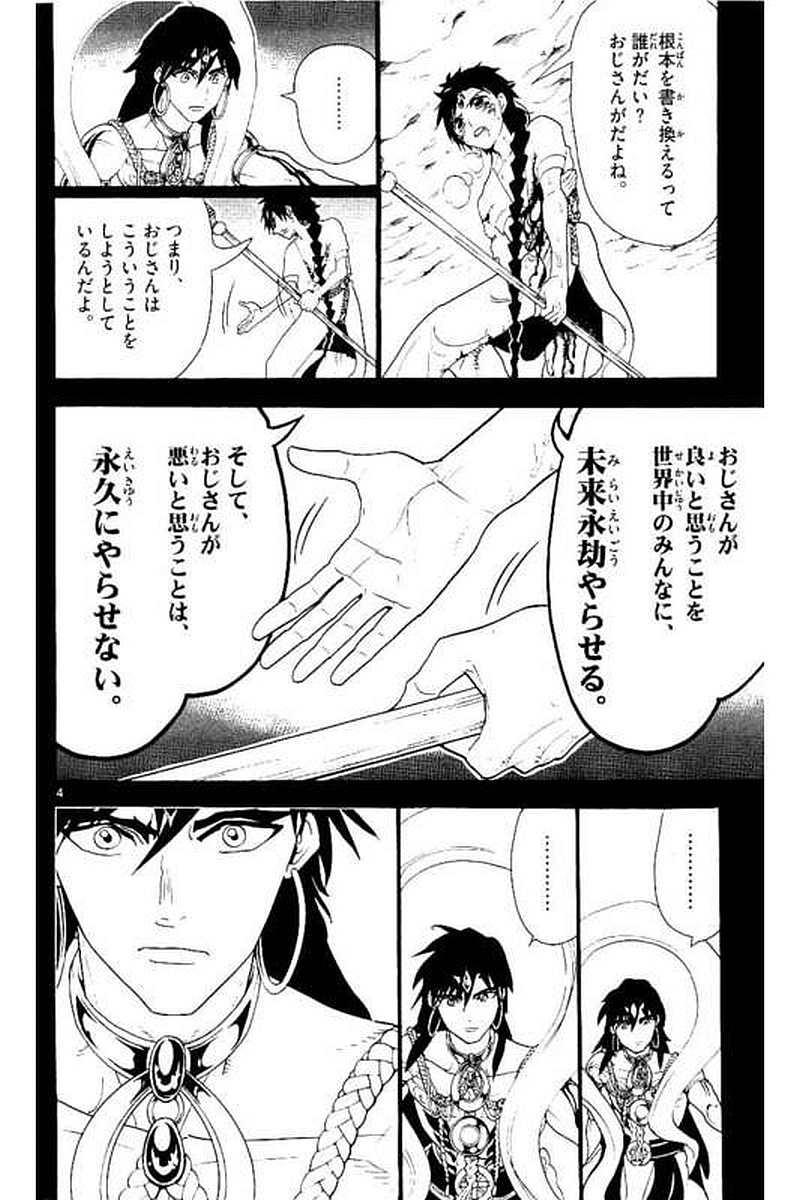 根本を書き換えるって
誰がだい？
おじさんがだよね。
………
つまり、
おじさんは
こういうことを
しようとして
いるんだよ。
おじさんが
良いと思うことを
世界中のみんなに、
未来永劫やらせる。
そして、
おじさんが
悪いと思うことは、
永久にやらせない。
4
………
………